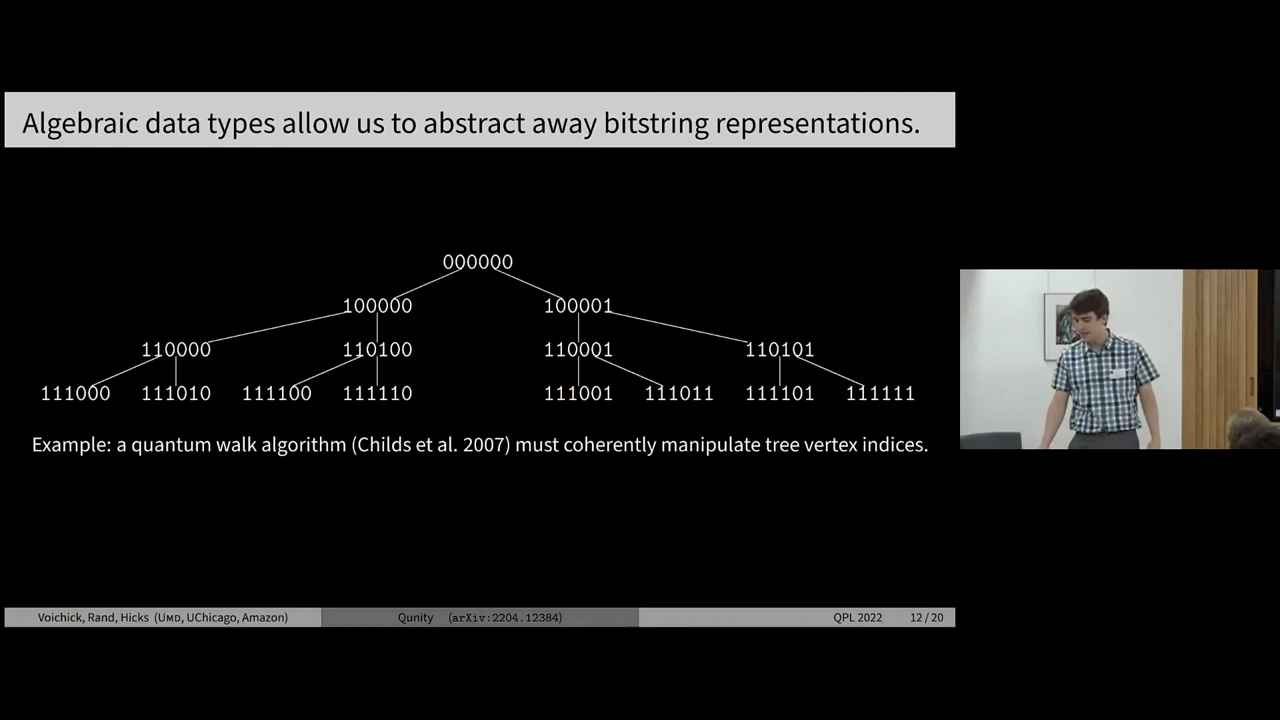 Algebraic data types allow us to abstract away bitstring representations.
000000
100000 100001
110000 110100 110001 110101
111000 111010 111100 111110 111001 111011 111101 111111
Example: a quantum walk algorithm (Childs et al. 2007) must coherently manipulate tree vertex indices.
Voichick, Rand, Hicks (UMD, UChicago, Amazon) Qunity (arXiv:2204.12384) QPL 2022 12 / 20